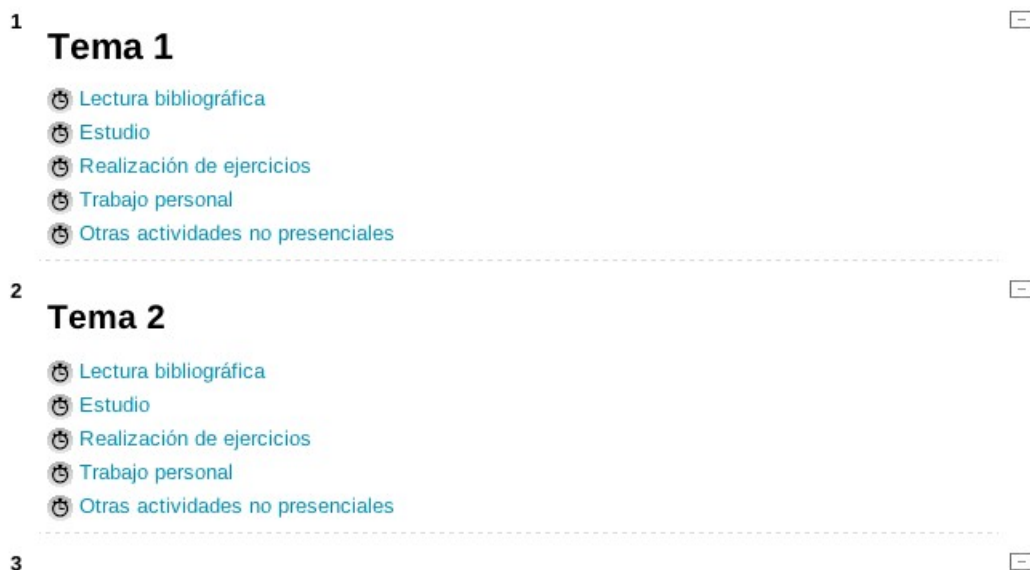 1
Tema 1
Lectura bibliográfica
Estudio
Realización de ejercicios
Trabajo personal
Otras actividades no presenciales
2
Tema 2
Lectura bibliográfica
Estudio
Realización de ejercicios
Trabajo personal
Otras actividades no presenciales
3